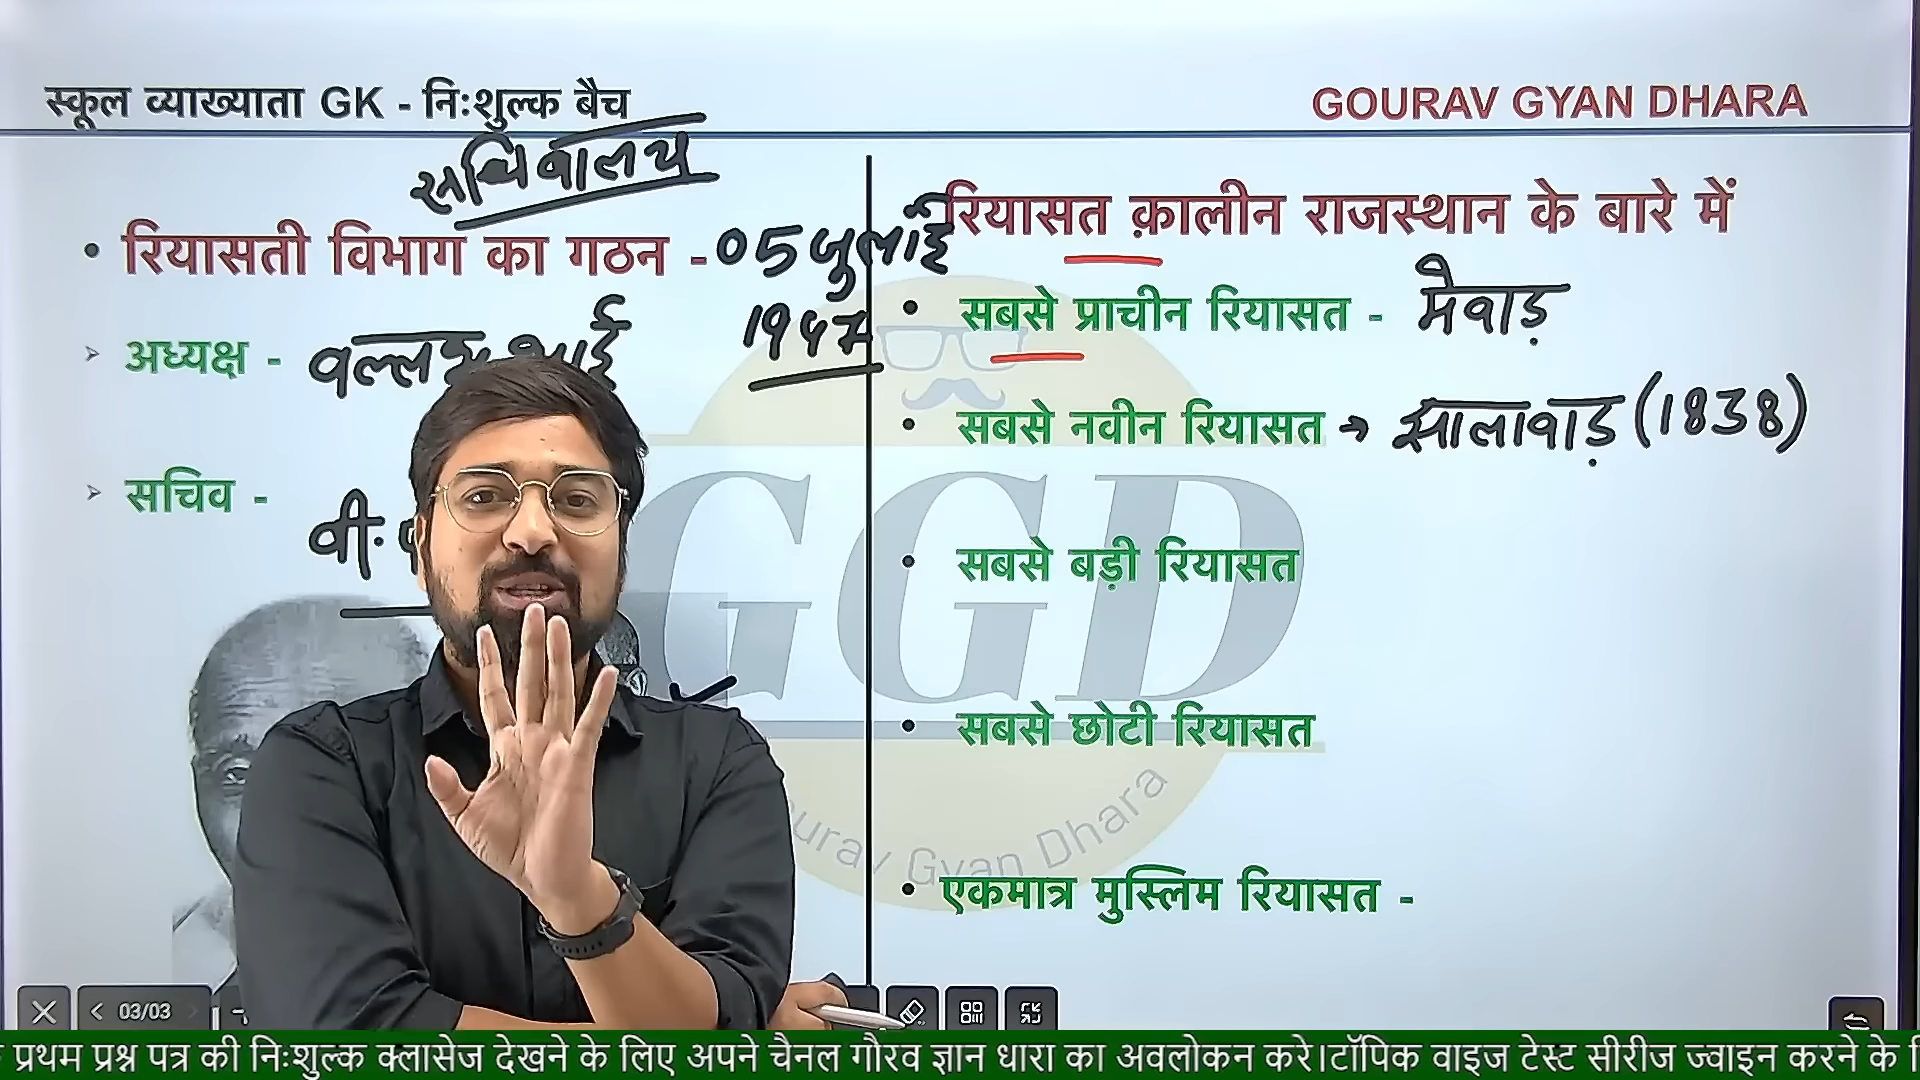 स्कूल व्याख्याता GK - निःशुल्क बैच
GOURAV GYAN DHARA
सचिवालय
• रियासती विभाग का गठन - 05 जुलाई
1947
➢ अध्यक्ष - वल्लभ भाई
➢ सचिव -
वी.
रियासत क़ालीन राजस्थान के बारे में
• सबसे प्राचीन रियासत - मेवाड़
• सबसे नवीन रियासत → झालावाड़ (1838)
• सबसे बड़ी रियासत
• सबसे छोटी रियासत
• एकमात्र मुस्लिम रियासत -
GGD
Gyan Dhara
03/03
प्रथम प्रश्न पत्र की निःशुल्क क्लासेज देखने के लिए अपने चैनल गौरव ज्ञान धारा का अवलोकन करे।टॉपिक वाइज टेस्ट सीरीज ज्वाइन करने के